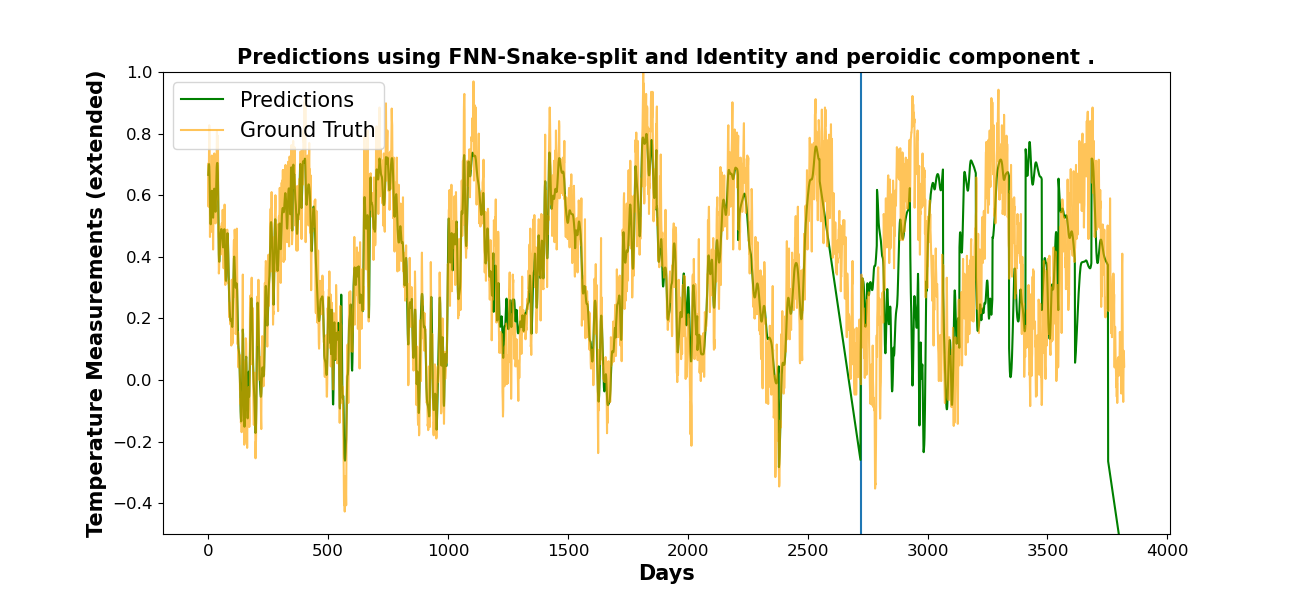 Predictions using FNN-Snake-split and Identity and peroidic component .
Temperature Measurements (extended)
1.0
0.8
0.6
0.4
0.2
0.0
−0.2
−0.4
Predictions
Ground Truth
0 500 1000 1500 2000 2500 3000 3500 4000
Days